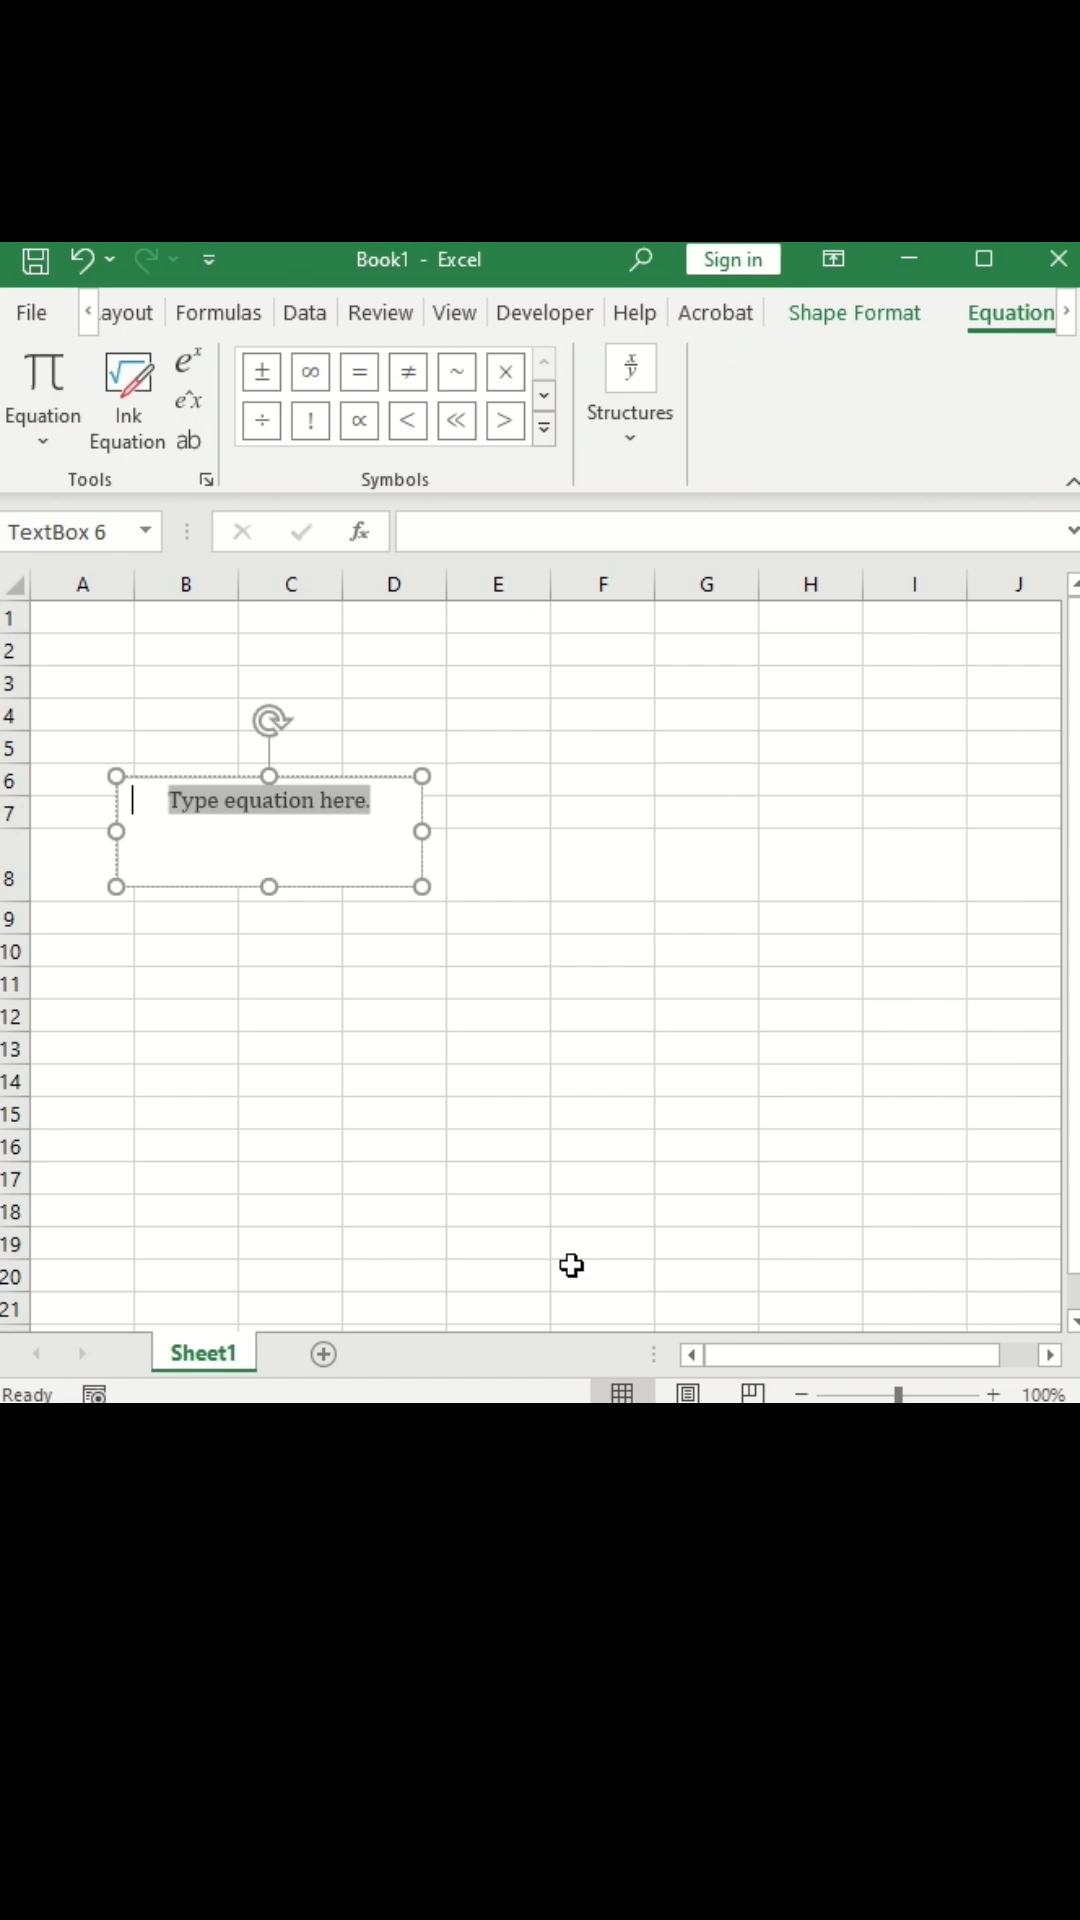 Book1 - Excel
Sign in
File
ayout
Formulas
Data
Review
View
Developer
Help
Acrobat
Shape Format
Equation
π
Equation
Ink
Equation
eˣ
e^x
ab
Tools
± ∞ = ≠ ~ ×
÷ ! ∝ < ≪ >
Symbols
x/y
Structures
TextBox 6
fx
A B C D E F G H I J
1
2
3
4
5
6
7
8
9
10
11
12
13
14
15
16
17
18
19
20
21
Type equation here.
Sheet1
Ready
100%